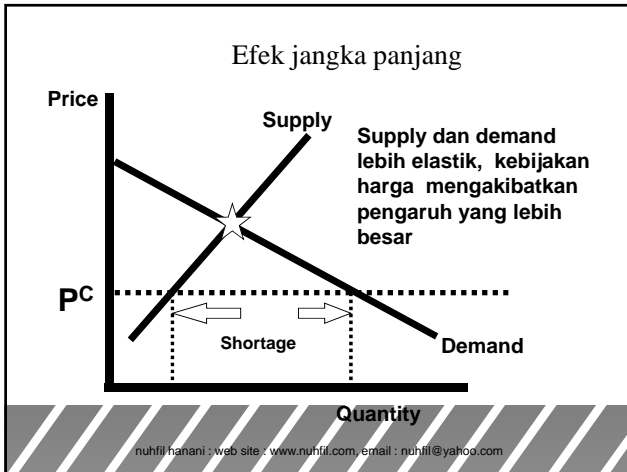 Efek jangka panjang
Price
Supply
Supply dan demand
lebih elastik, kebijakan
harga mengakibatkan
pengaruh yang lebih
besar
PC
Shortage
Demand
Quantity
nuhfil hanani : web site : www.nuhfil.com, email : nuhfil@yahoo.com